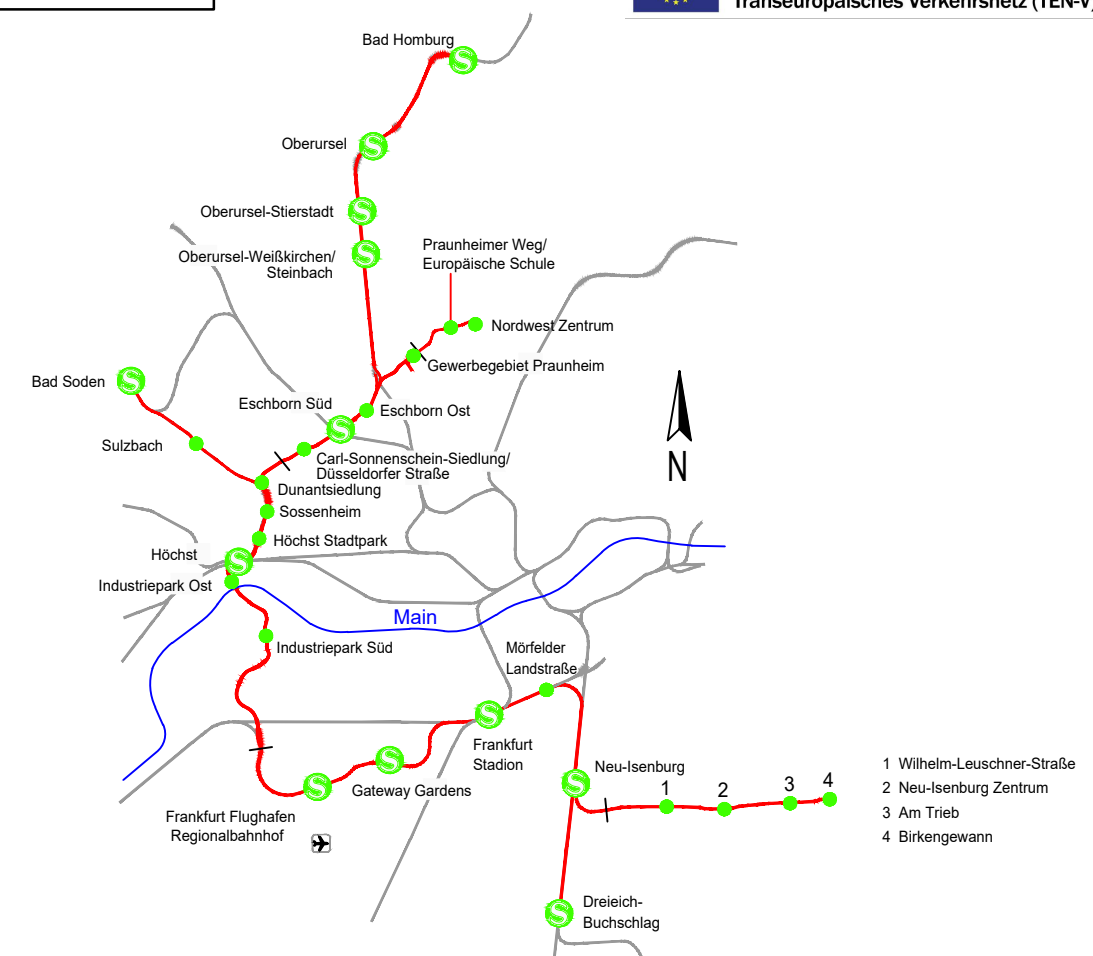 Transeuropäisches Verkehrsnetz (TEN-V)
Bad Homburg
S
Oberursel
S
Oberursel-Stierstadt
S
Oberursel-Weißkirchen/
Steinbach
S
Praunheimer Weg/
Europäische Schule
Nordwest Zentrum
Gewerbegebiet Praunheim
Bad Soden
S
Eschborn Süd
S
Eschborn Ost
Sulzbach
Carl-Sonnenschein-Siedlung/
Düsseldorfer Straße
Dunantsiedlung
Sossenheim
Höchst Stadtpark
Höchst
S
Industriepark Ost
N
Main
Industriepark Süd
Mörfelder
Landstraße
S
Frankfurt
Stadion
S
Gateway Gardens
S
Frankfurt Flughafen
Regionalbahnhof
Neu-Isenburg
S
1
2
3
4
1 Wilhelm-Leuschner-Straße
2 Neu-Isenburg Zentrum
3 Am Trieb
4 Birkengewann
S
Dreieich-
Buchschlag